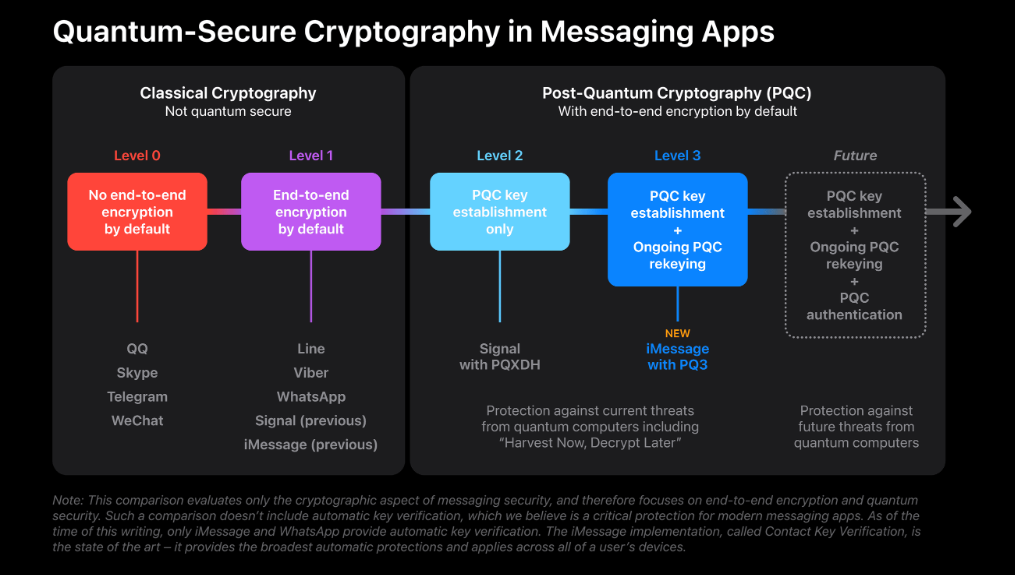 Quantum-Secure Cryptography in Messaging Apps
Classical Cryptography
Not quantum secure
Level 0
No end-to-end
encryption
by default
QQ
Skype
Telegram
WeChat
Level 1
End-to-end
encryption
by default
Line
Viber
WhatsApp
Signal (previous)
iMessage (previous)
Post-Quantum Cryptography (PQC)
With end-to-end encryption by default
Level 2
PQC key
establishment
only
Signal
with PQXDH
Level 3
PQC key
establishment
+
Ongoing PQC
rekeying
NEW
iMessage
with PQ3
Protection against current threats
from quantum computers including
“Harvest Now, Decrypt Later”
Future
PQC key
establishment
+
Ongoing PQC
rekeying
+
PQC
authentication
Protection against
future threats from
quantum computers
Note: This comparison evaluates only the cryptographic aspect of messaging security, and therefore focuses on end-to-end encryption and quantum
security. Such a comparison doesn’t include automatic key verification, which we believe is a critical protection for modern messaging apps. As of the
time of this writing, only iMessage and WhatsApp provide automatic key verification. The iMessage implementation, called Contact Key Verification, is
the state of the art – it provides the broadest automatic protections and applies across all of a user’s devices.